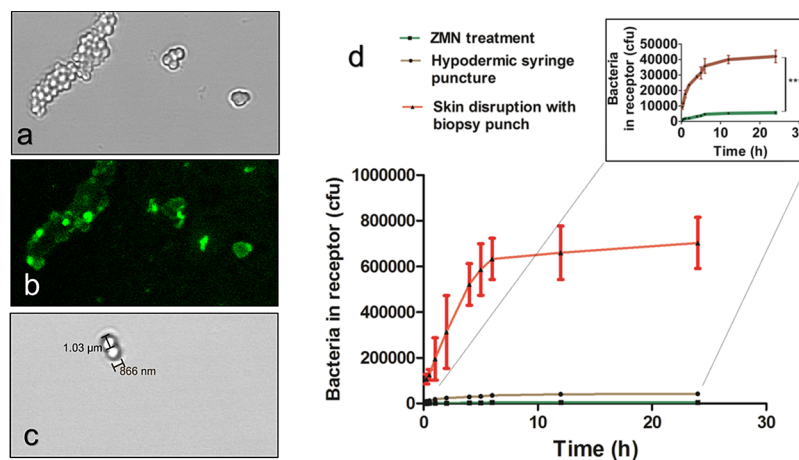 a
b
c
1.03 µm
866 nm
d
ZMN treatment
Hypodermic syringe
puncture
Skin disruption with
biopsy punch
Bacteria
in receptor (cfu)
50000
40000
30000
20000
10000
0
0
10
20
Time (h)
Bacteria in receptor (cfu)
1000000
800000
600000
400000
200000
0
0
10
20
30
Time (h)